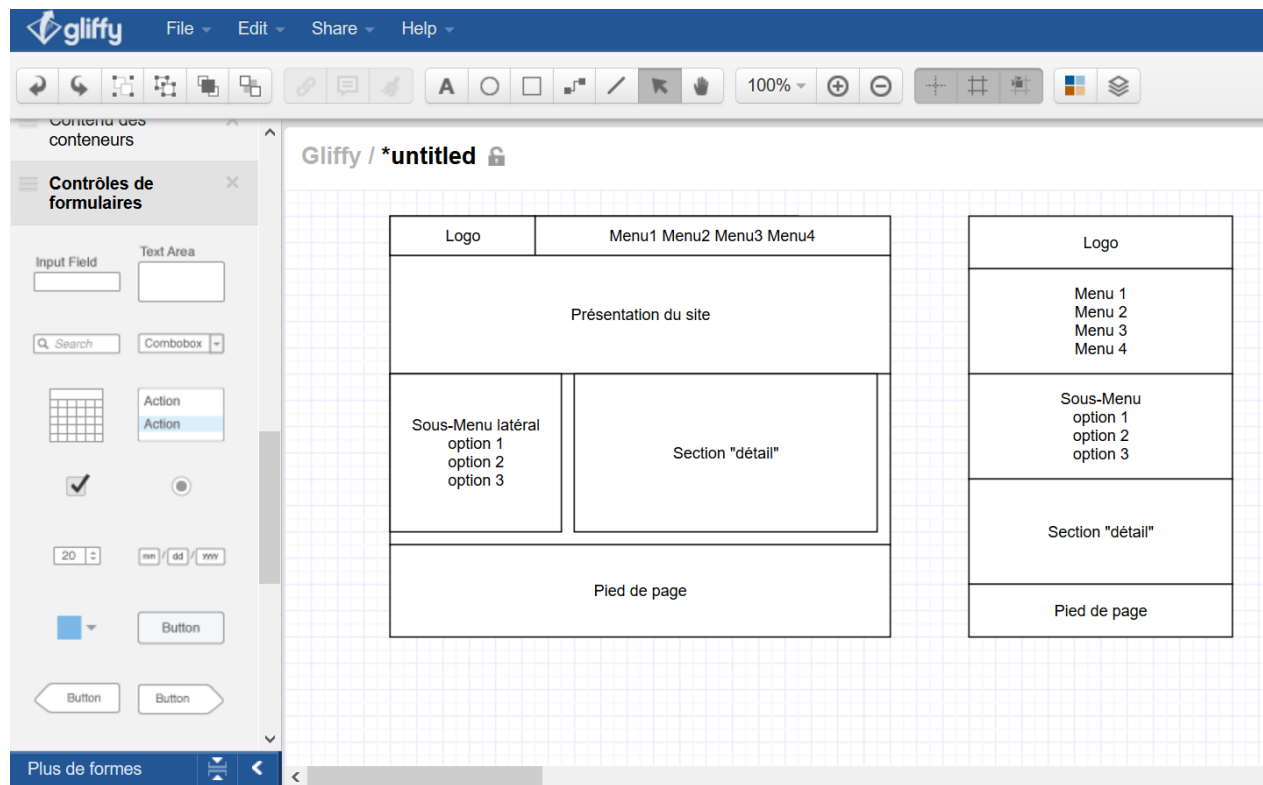 gliffy
File
Edit
Share
Help
A
100%
Contenu des
conteneurs
Contrôles de
formulaires
Input Field
Text Area
Search
Combobox
Action
Action
20
mm / dd / yyyy
Button
Button
Button
Plus de formes
Gliffy / *untitled
Logo
Menu1 Menu2 Menu3 Menu4
Présentation du site
Sous-Menu latéral
option 1
option 2
option 3
Section "détail"
Pied de page
Logo
Menu 1
Menu 2
Menu 3
Menu 4
Sous-Menu
option 1
option 2
option 3
Section "détail"
Pied de page